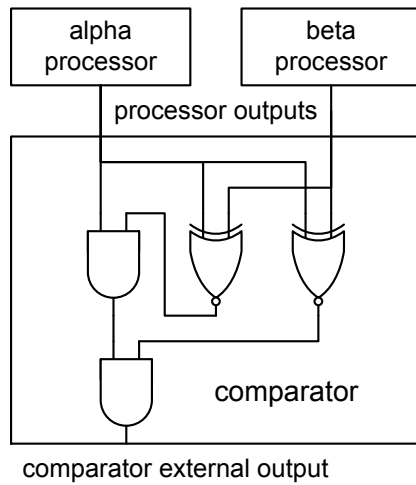 alpha
processor
beta
processor
processor outputs
comparator
comparator external output